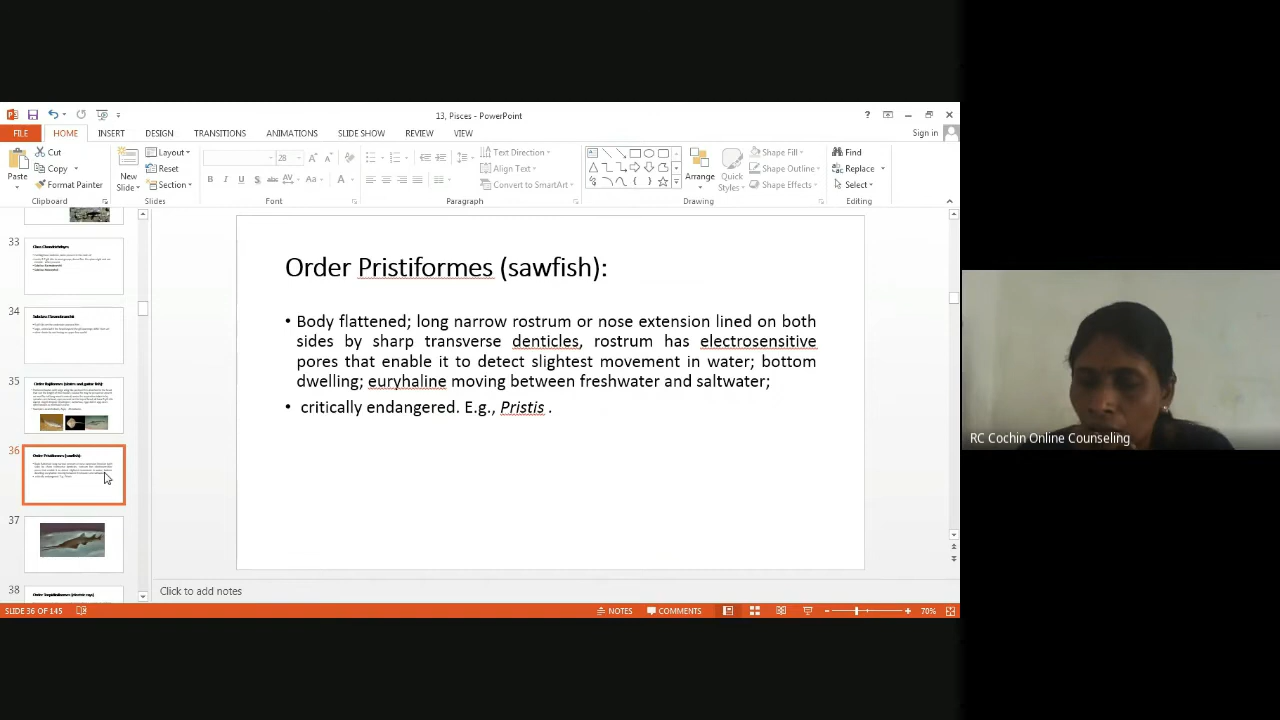 13, Pisces - PowerPoint
FILE HOME INSERT DESIGN TRANSITIONS ANIMATIONS SLIDE SHOW REVIEW VIEW Sign in
Paste
Cut
Copy
Format Painter
Clipboard
New
Slide
Layout
Reset
Section
Slides
28
Font
Text Direction
Align Text
Convert to SmartArt
Paragraph
Arrange
Quick
Styles
Shape Fill
Shape Outline
Shape Effects
Drawing
Find
Replace
Select
Editing
33
34
35
36
37
38
Order Pristiformes (sawfish):
• Body flattened; long narrow rostrum or nose extension lined on both
sides by sharp transverse denticles, rostrum has electrosensitive
pores that enable it to detect slightest movement in water; bottom
dwelling; euryhaline moving between freshwater and saltwater;
• critically endangered. E.g., Pristis .
Click to add notes
SLIDE 36 OF 145 NOTES COMMENTS 70%
RC Cochin Online Counseling